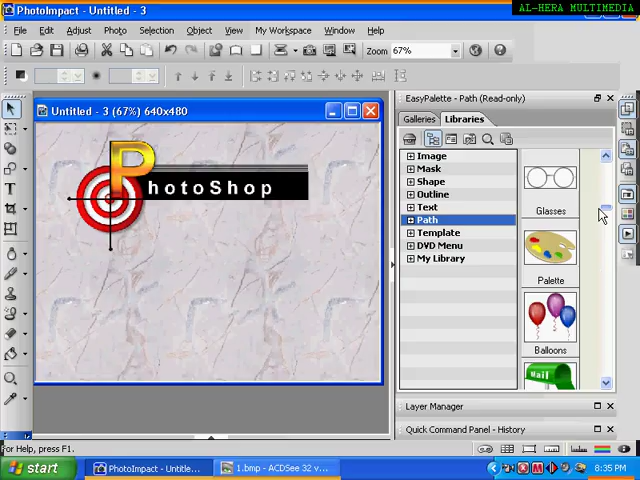 PhotoImpact - Untitled - 3
AL-HERA MULTIMEDIA
File Edit Adjust Photo Selection Object My Workspace Window Help
Zoom 67%
Untitled - 3 (67%) 640x480
PhotoShop
EasyPalette - Path (Read-only)
Galleries Libraries
Image
Mask
Shape
Outline
Text
Path
Template
DVD Menu
My Library
Glasses
Palette
Balloons
Mail
Layer Manager
Quick Command Panel - History
For Help, press F1.
start
PhotoImpact - Untitle...
1.bmp - ACDSee 32 v...
8:35 PM